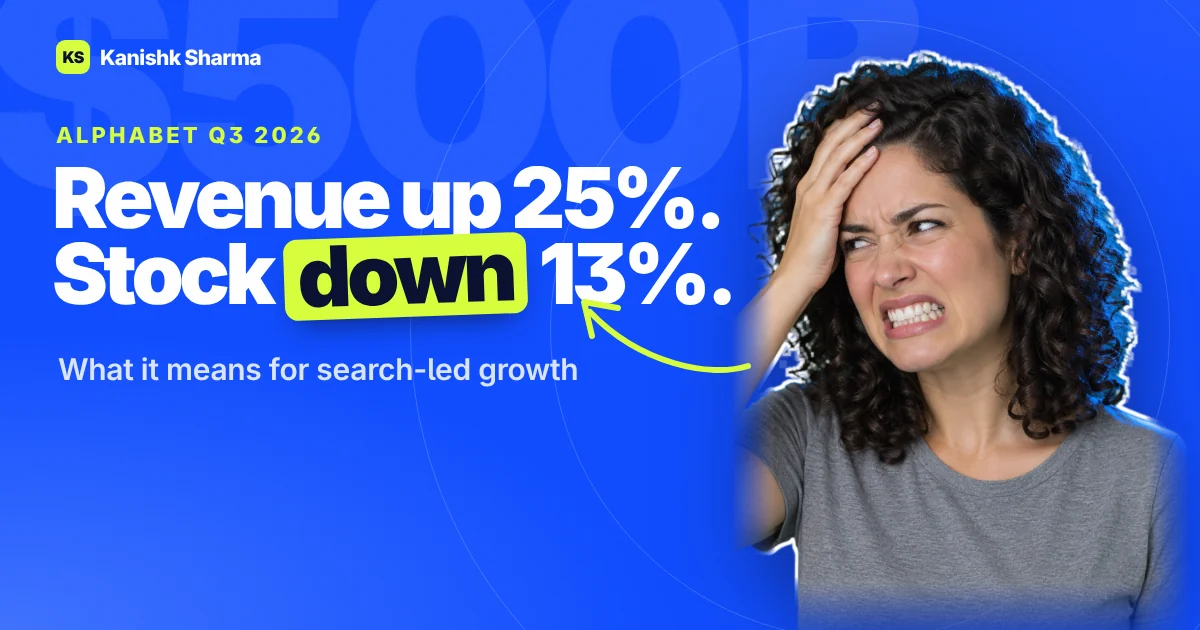 $500B
KS Kanishk Sharma
ALPHABET Q3 2026
Revenue up 25%.
Stock down 13%.
What it means for search-led growth